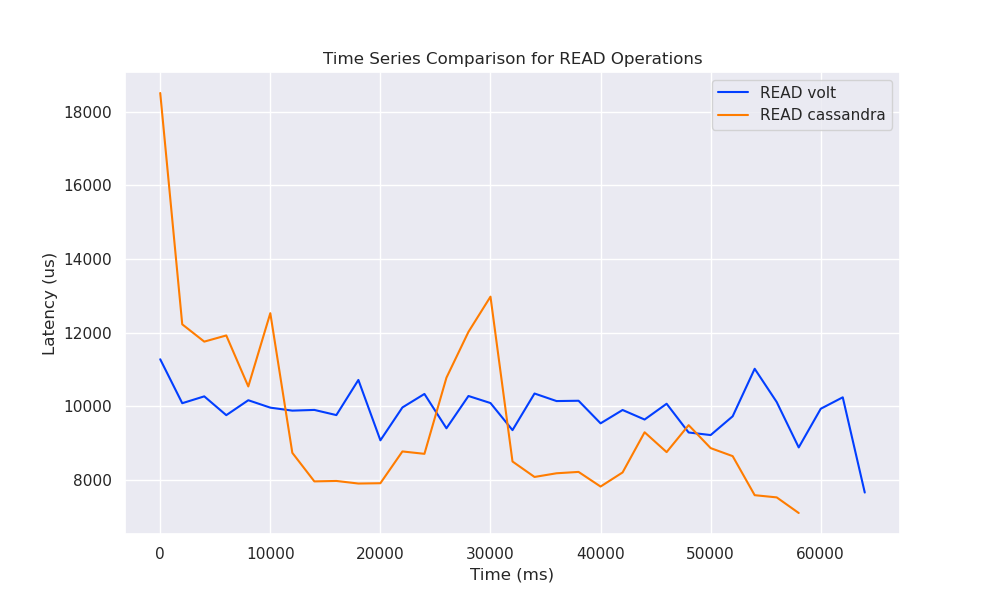 Time Series Comparison for READ Operations
READ volt
READ cassandra
Latency (us)
18000
16000
14000
12000
10000
8000
0 10000 20000 30000 40000 50000 60000
Time (ms)